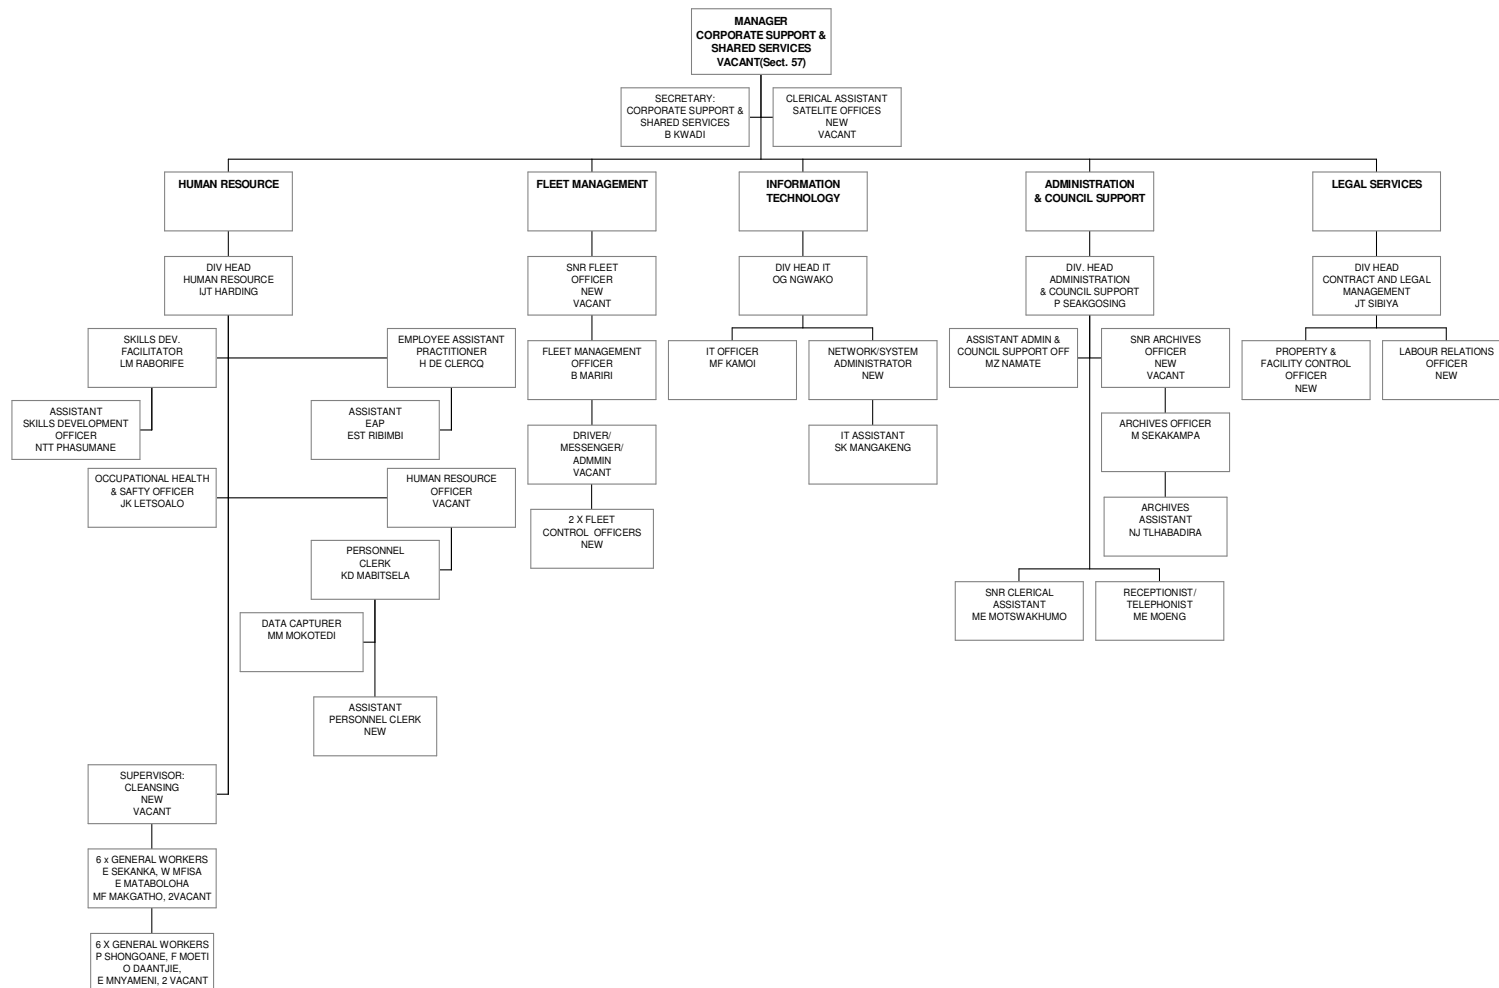 MANAGER
CORPORATE SUPPORT &
SHARED SERVICES
VACANT(Sect. 57)
SECRETARY:
CORPORATE SUPPORT &
SHARED SERVICES
B KWADI
CLERICAL ASSISTANT
SATELITE OFFICES
NEW
VACANT
HUMAN RESOURCE
FLEET MANAGEMENT
INFORMATION
TECHNOLOGY
ADMINISTRATION
& COUNCIL SUPPORT
LEGAL SERVICES
DIV HEAD
HUMAN RESOURCE
IJT HARDING
SNR FLEET
OFFICER
NEW
VACANT
DIV HEAD IT
OG NGWAKO
DIV. HEAD
ADMINISTRATION
& COUNCIL SUPPORT
P SEAKGOSING
DIV HEAD
CONTRACT AND LEGAL
MANAGEMENT
JT SIBIYA
SKILLS DEV.
FACILITATOR
LM RABORIFE
EMPLOYEE ASSISTANT
PRACTITIONER
H DE CLERCQ
FLEET MANAGEMENT
OFFICER
B MARIRI
IT OFFICER
MF KAMOI
NETWORK/SYSTEM
ADMINISTRATOR
NEW
ASSISTANT ADMIN &
COUNCIL SUPPORT OFF
MZ NAMATE
SNR ARCHIVES
OFFICER
NEW
VACANT
PROPERTY &
FACILITY CONTROL
OFFICER
NEW
LABOUR RELATIONS
OFFICER
NEW
ASSISTANT
SKILLS DEVELOPMENT
OFFICER
NTT PHASUMANE
ASSISTANT
EAP
EST RIBIMBI
DRIVER/
MESSENGER/
ADMMIN
VACANT
IT ASSISTANT
SK MANGAKENG
ARCHIVES OFFICER
M SEKAKAMPA
OCCUPATIONAL HEALTH
& SAFTY OFFICER
JK LETSOALO
HUMAN RESOURCE
OFFICER
VACANT
2 X FLEET
CONTROL OFFICERS
NEW
ARCHIVES
ASSISTANT
NJ TLHABADIRA
PERSONNEL
CLERK
KD MABITSELA
SNR CLERICAL
ASSISTANT
ME MOTSWAKHUMO
RECEPTIONIST/
TELEPHONIST
ME MOENG
DATA CAPTURER
MM MOKOTEDI
ASSISTANT
PERSONNEL CLERK
NEW
SUPERVISOR:
CLEANSING
NEW
VACANT
6 x GENERAL WORKERS
E SEKANKA, W MFISA
E MATABOLOHA
MF MAKGATHO, 2VACANT
6 X GENERAL WORKERS
P SHONGOANE, F MOETI
O DAANTJIE,
E MNYAMENI, 2 VACANT